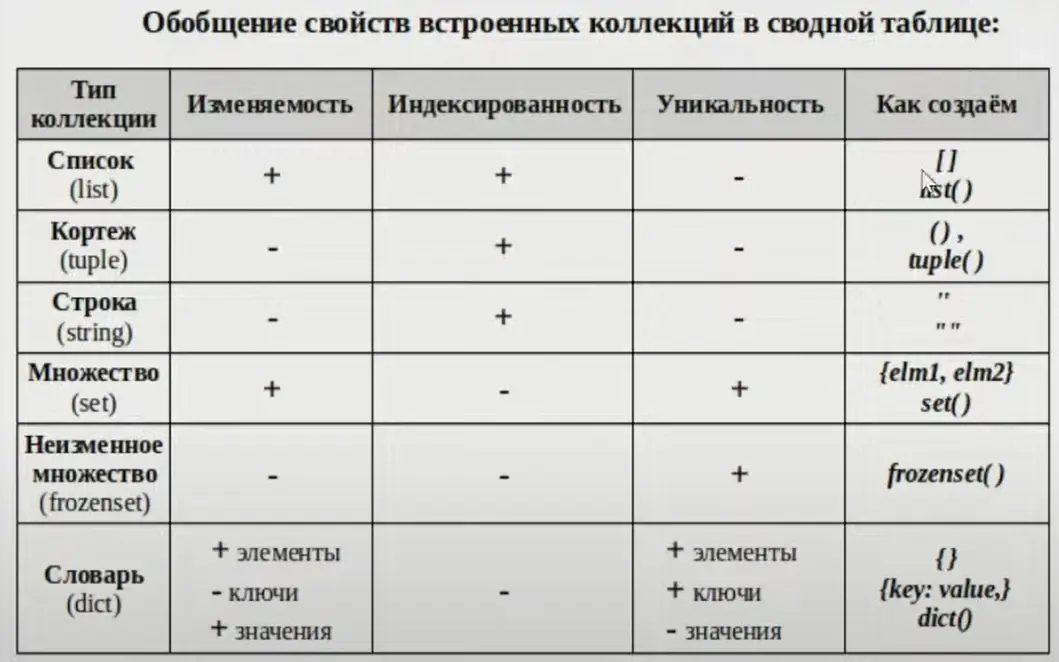 Обобщение свойств встроенных коллекций в сводной таблице:
Тип коллекции Изменяемость Индексированность Уникальность Как создаём
Список (list) + + - [ ] list( )
Кортеж (tuple) - + - ( ) , tuple( )
Строка (string) - + - '' " "
Множество (set) + - + {elm1, elm2} set( )
Неизменное множество (frozenset) - - + frozenset( )
Словарь (dict) + элементы - ключи + значения - + элементы + ключи - значения { } {key: value,} dict()